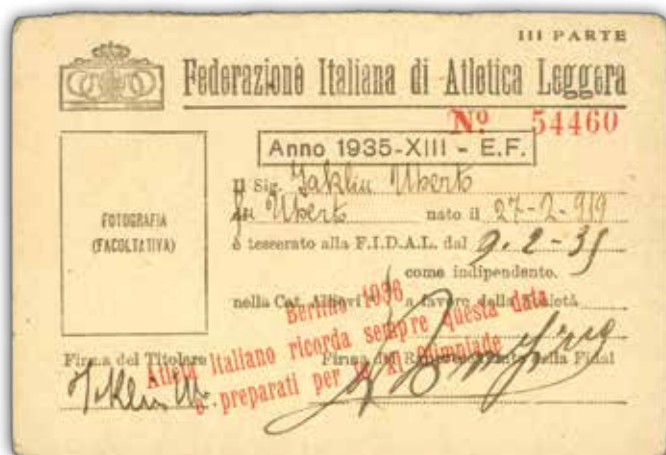 III PARTE
Federazione Italiana di Atletica Leggera
Nº 54460
Anno 1935-XIII - E.F.
Il Sig. Jaklin Uberto
fu Uberto nato il 27-2-919
FOTOGRAFIA
(FACOLTATIVA)
è tesserato alla F.I.D.A.L. dal 9.2-35
come indipendente.
nella Cat. Allievi a favore della Società
Berlino 1936
Atleta Italiano ricorda sempre questa data
e preparati per la XI Olimpiade
Firma del Titolare
Firma del Rappresentante della Fidal